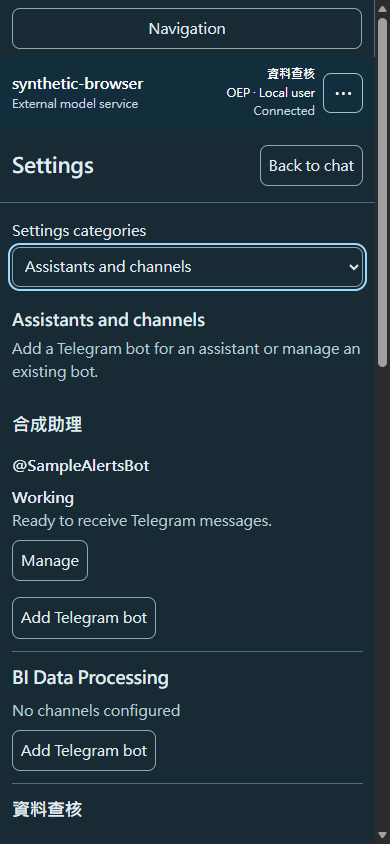 Navigation
synthetic-browser
External model service
資料查核
OEP · Local user
Connected
···
Settings
Back to chat
Settings categories
Assistants and channels
Assistants and channels
Add a Telegram bot for an assistant or manage an
existing bot.
合成助理
@SampleAlertsBot
Working
Ready to receive Telegram messages.
Manage
Add Telegram bot
BI Data Processing
No channels configured
Add Telegram bot
資料查核